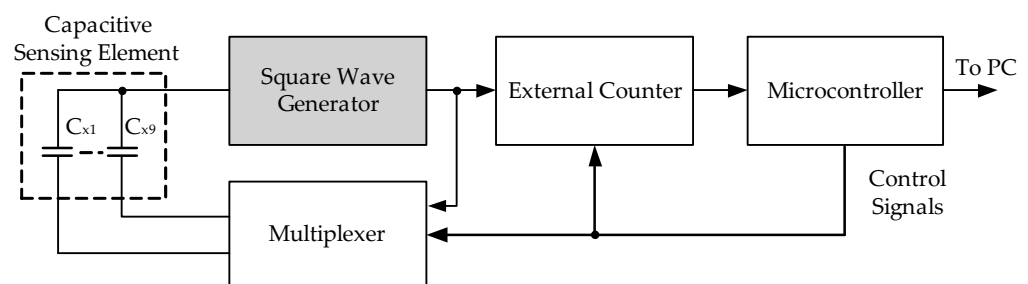 Capacitive
Sensing Element
Cx1
Cx9
Square Wave
Generator
External Counter
Microcontroller
To PC
Multiplexer
Control
Signals